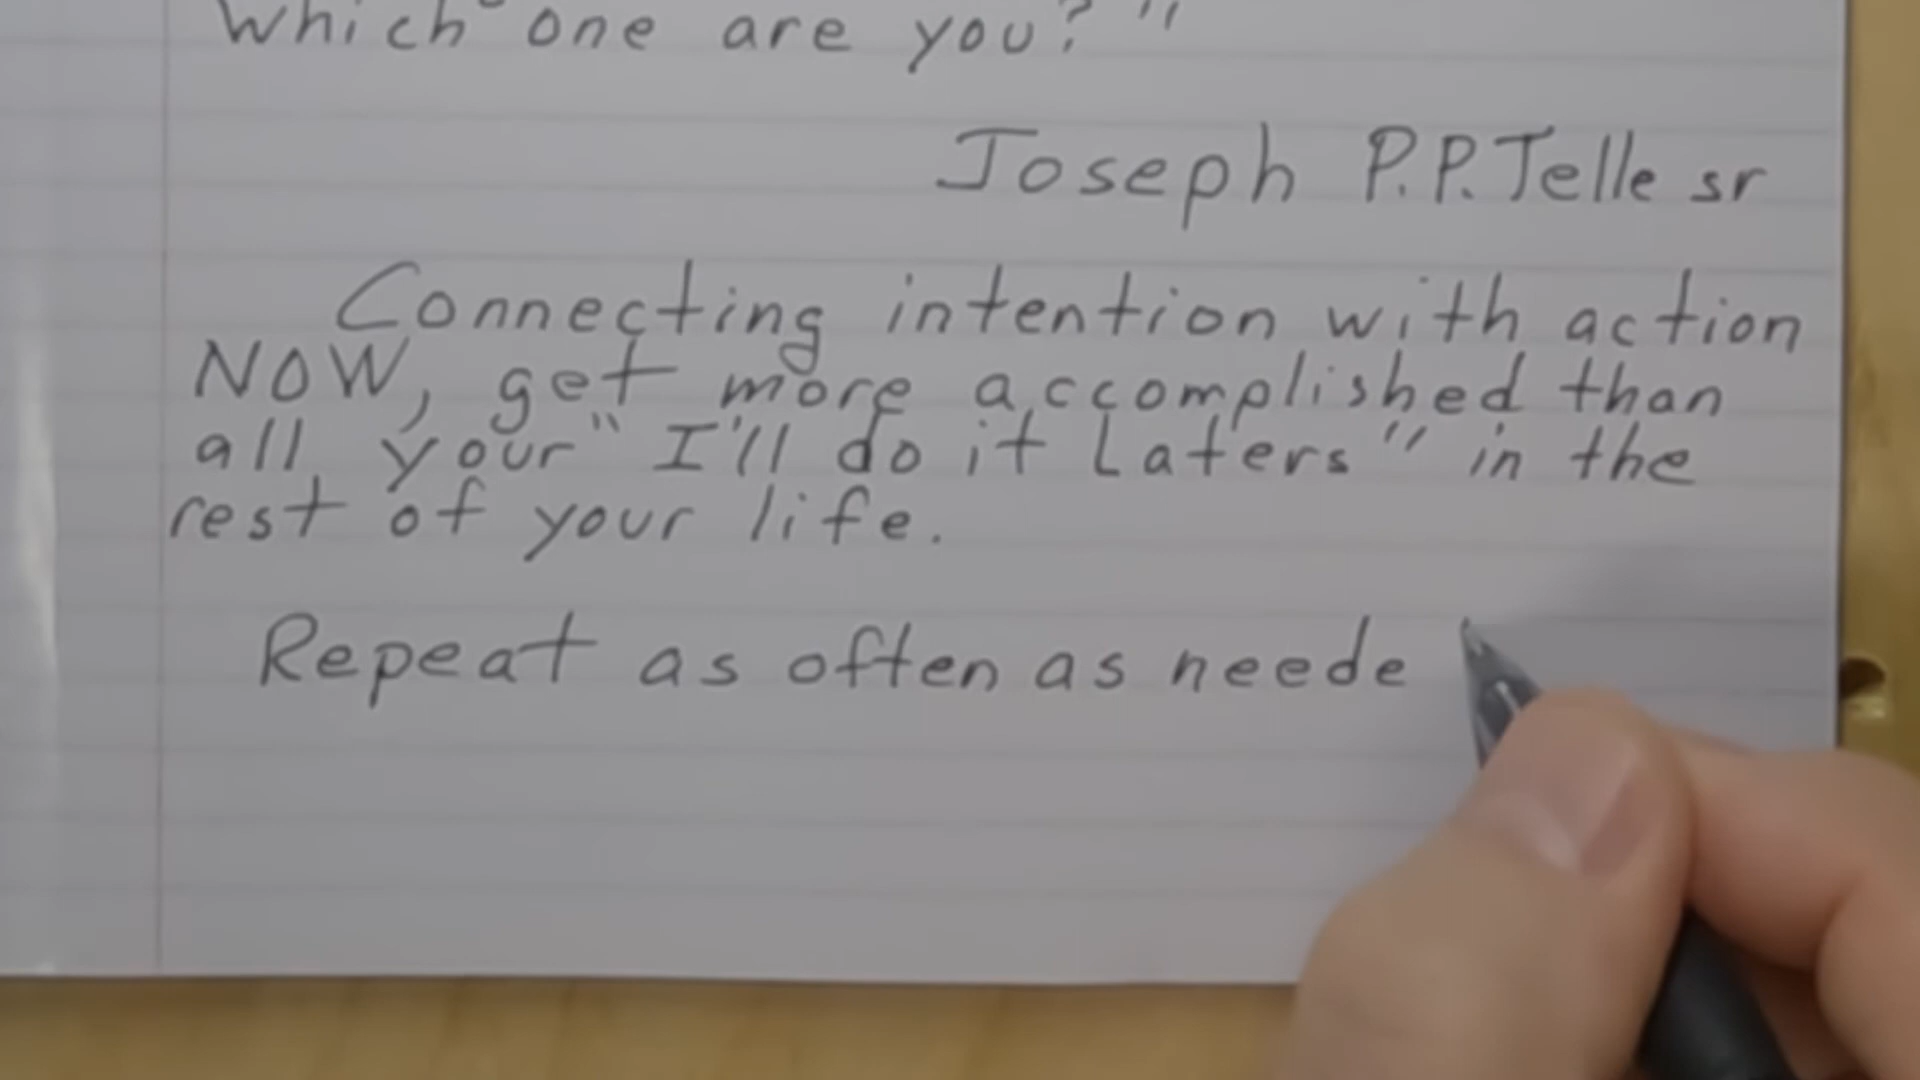 Which one are you?"
Joseph P.P. Telle sr
Connecting intention with action
NOW, get more accomplished than
all your "I'll do it Laters" in the
rest of your life.
Repeat as often as neede